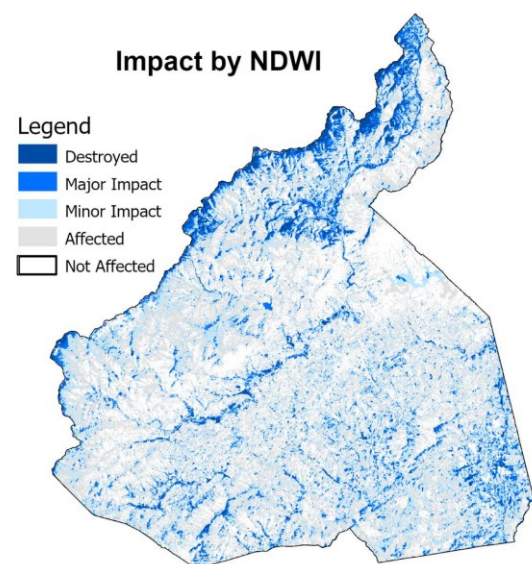 Impact by NDWI
Legend
Destroyed
Major Impact
Minor Impact
Affected
Not Affected